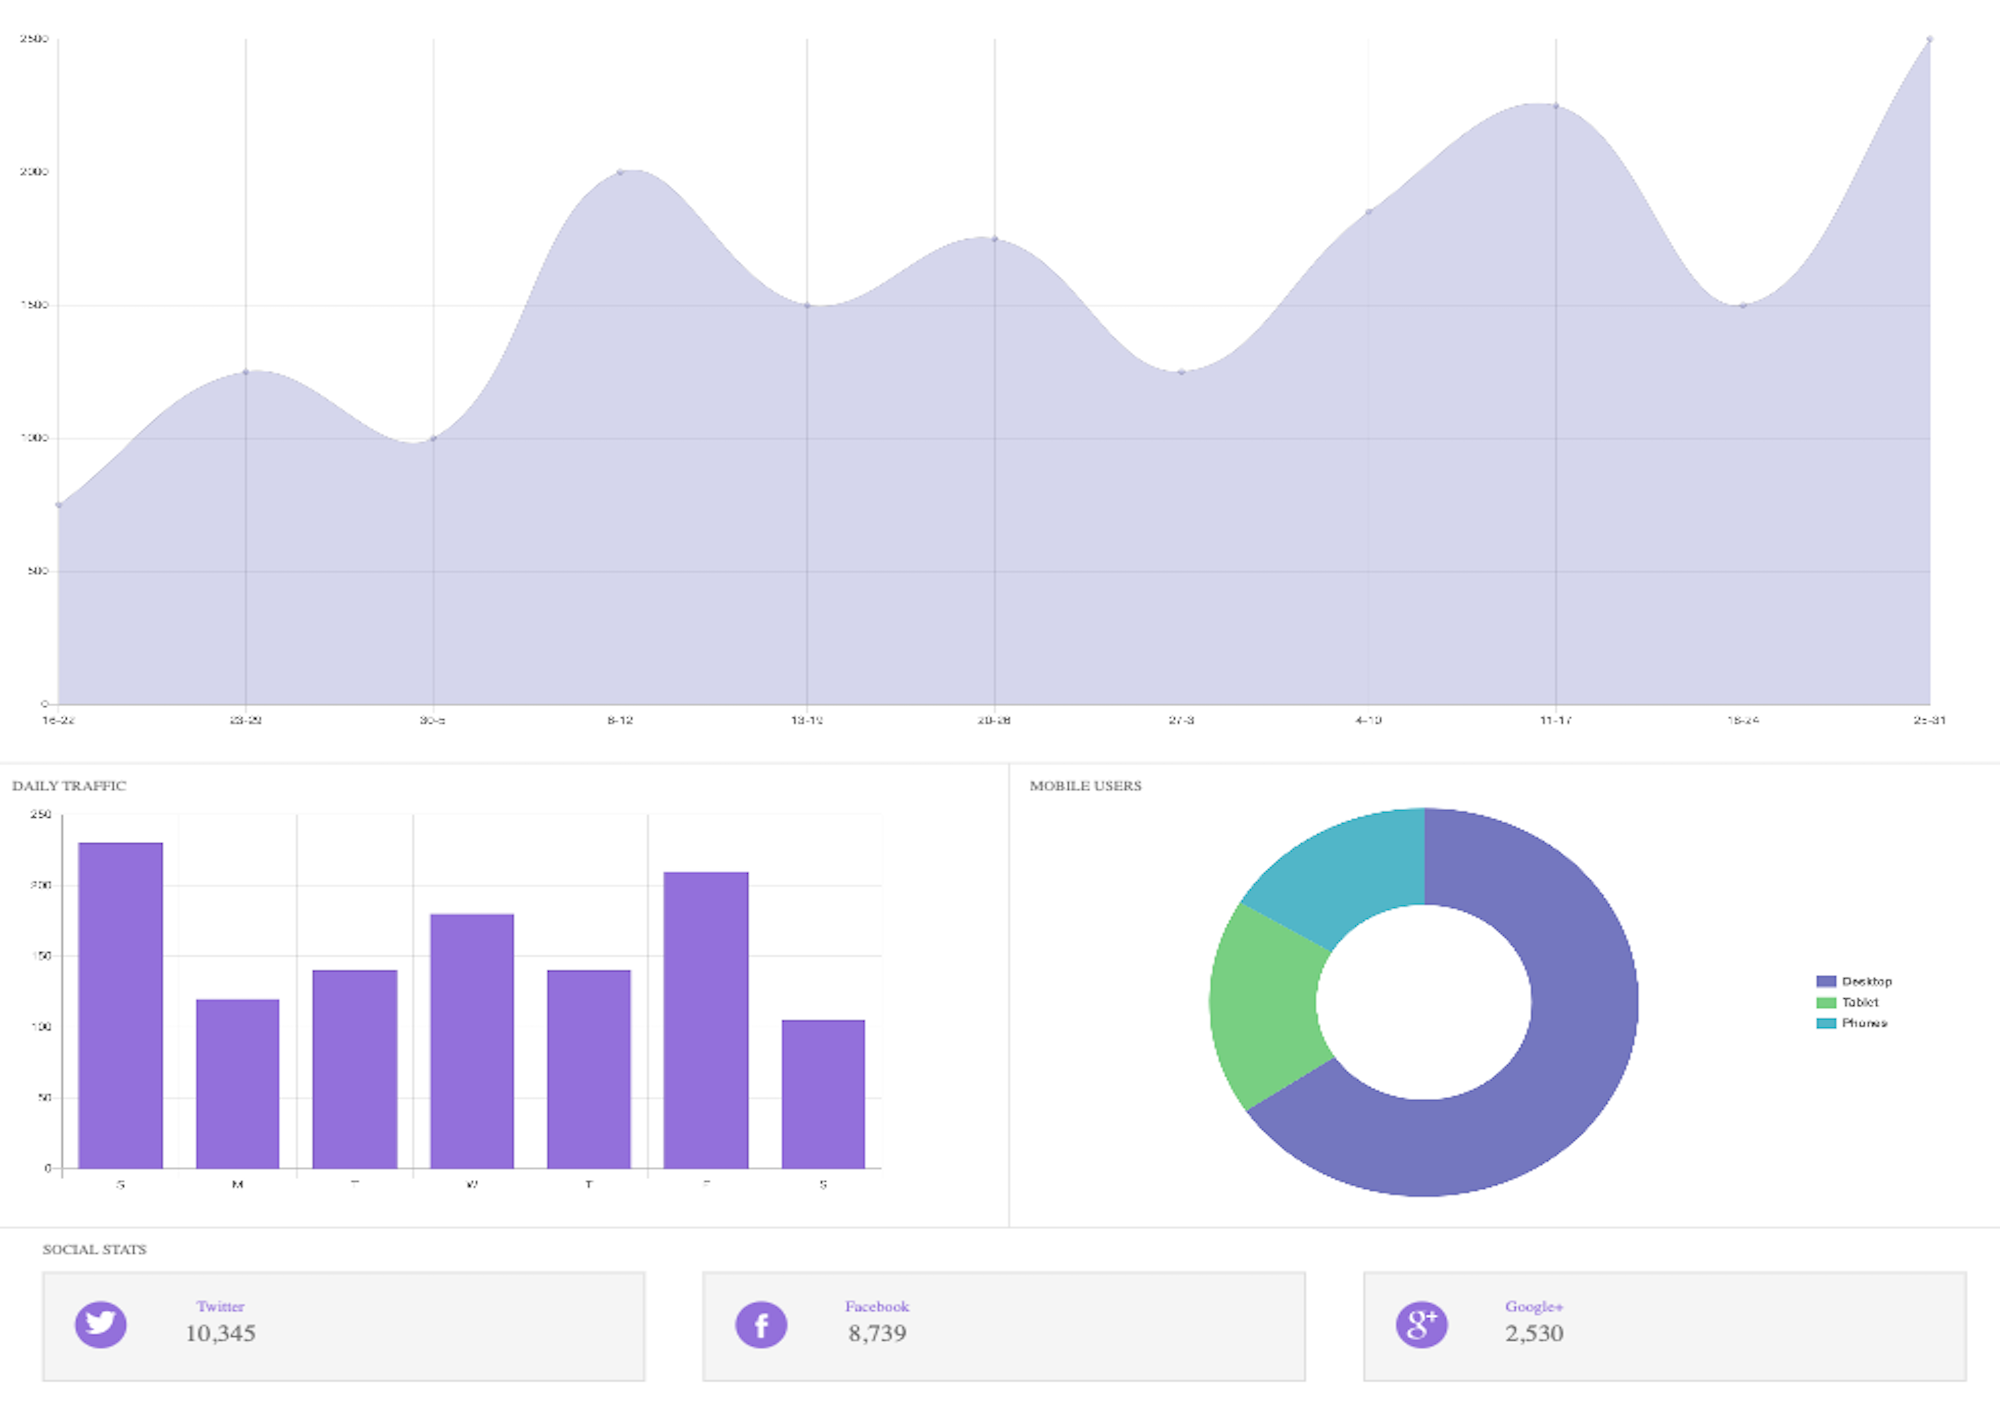 2500
2000
1500
1000
500
0
16-22 23-29 30-5 6-12 13-19 20-26 27-3 4-10 11-17 18-24 25-31
DAILY TRAFFIC
250
200
150
100
50
0
S M T W T F S
MOBILE USERS
Desktop
Tablet
Phones
SOCIAL STATS
Twitter
10,345
Facebook
8,739
g+
Google+
2,530